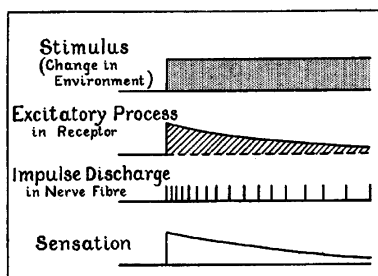 Stimulus
(Change in
Environment)
Excitatory Process
in Receptor
Impulse Discharge
in Nerve Fibre
Sensation